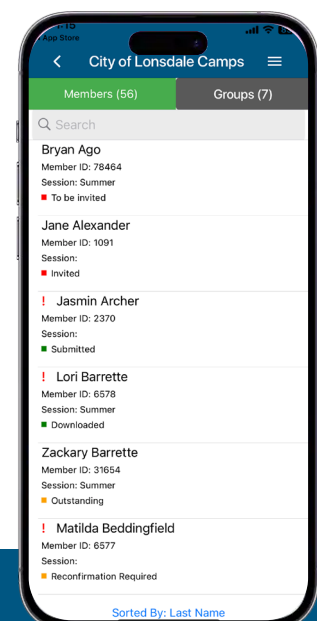 App Store
City of Lonsdale Camps
Members (56)
Groups (7)
Search
Bryan Ago
Member ID: 78464
Session: Summer
To be invited
Jane Alexander
Member ID: 1091
Session:
Invited
! Jasmin Archer
Member ID: 2370
Session:
Submitted
! Lori Barrette
Member ID: 6578
Session: Summer
Downloaded
Zackary Barrette
Member ID: 31654
Session: Summer
Outstanding
! Matilda Beddingfield
Member ID: 6577
Session:
Reconfirmation Required
Sorted By: Last Name